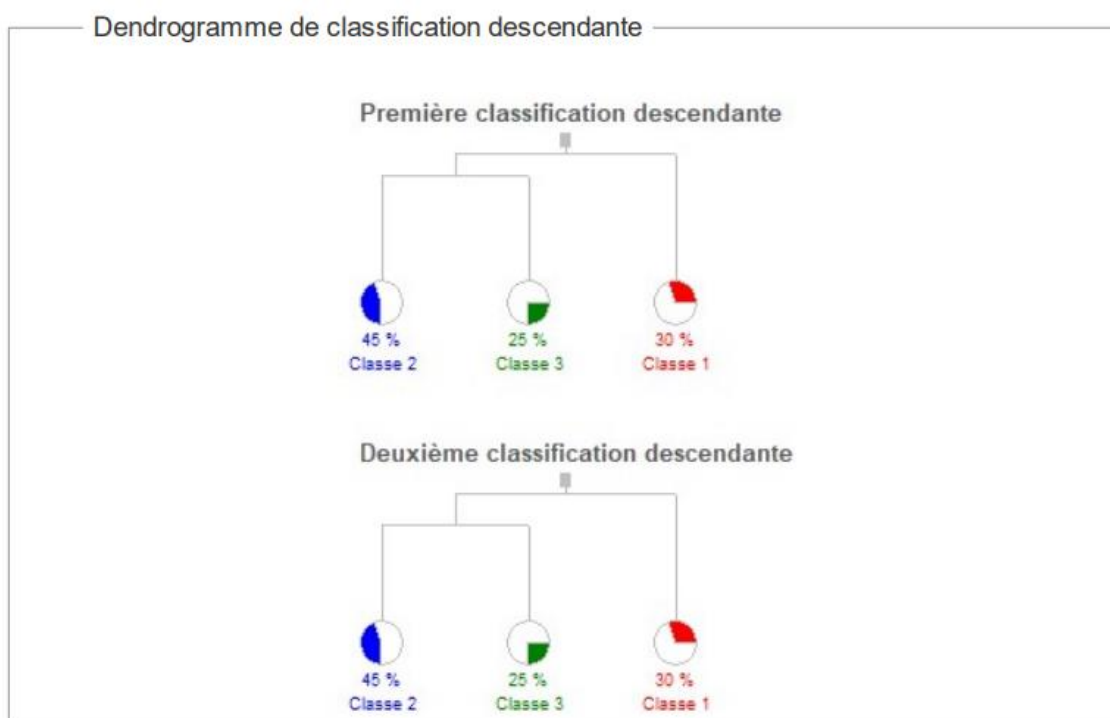 Dendrogramme de classification descendante
Première classification descendante
45 % 25 % 30 %
Classe 2 Classe 3 Classe 1
Deuxième classification descendante
45 % 25 % 30 %
Classe 2 Classe 3 Classe 1